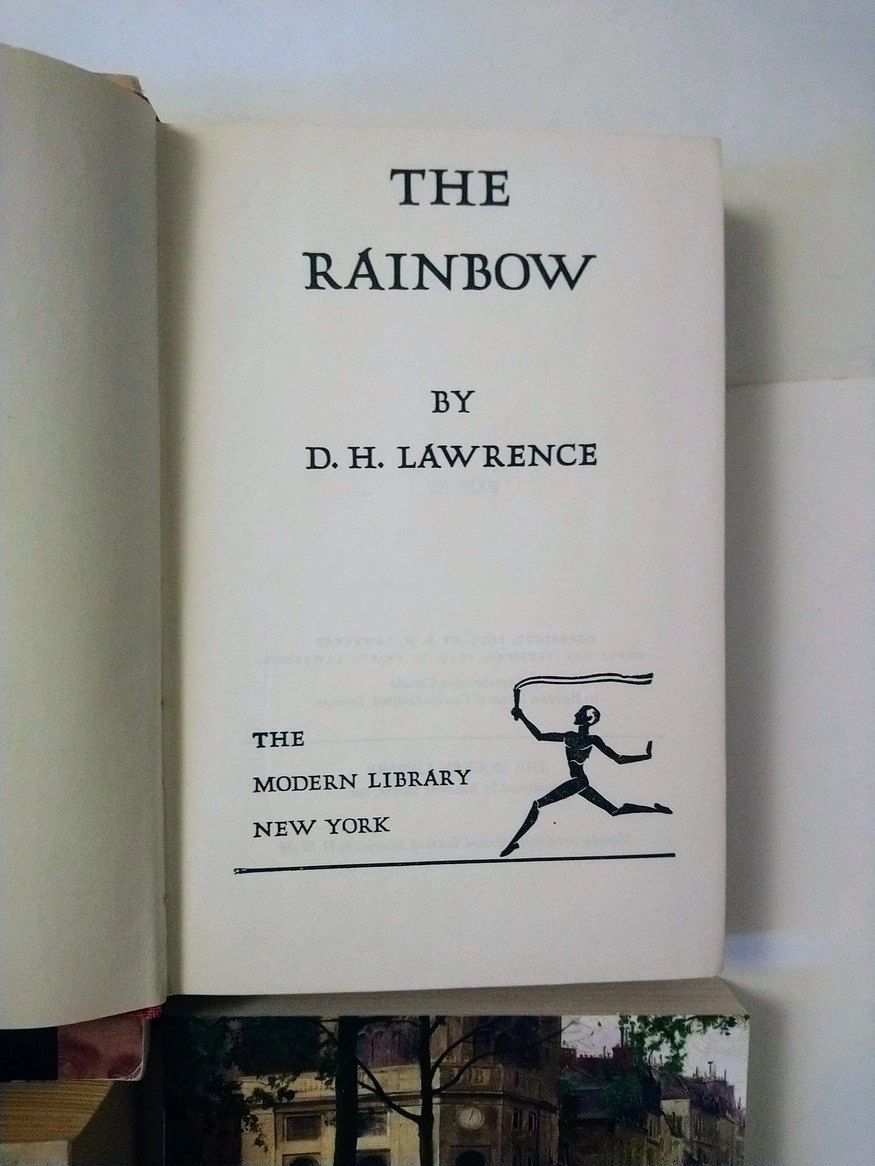 THE
RAINBOW
BY
D. H. LAWRENCE
THE
MODERN LIBRARY
NEW YORK